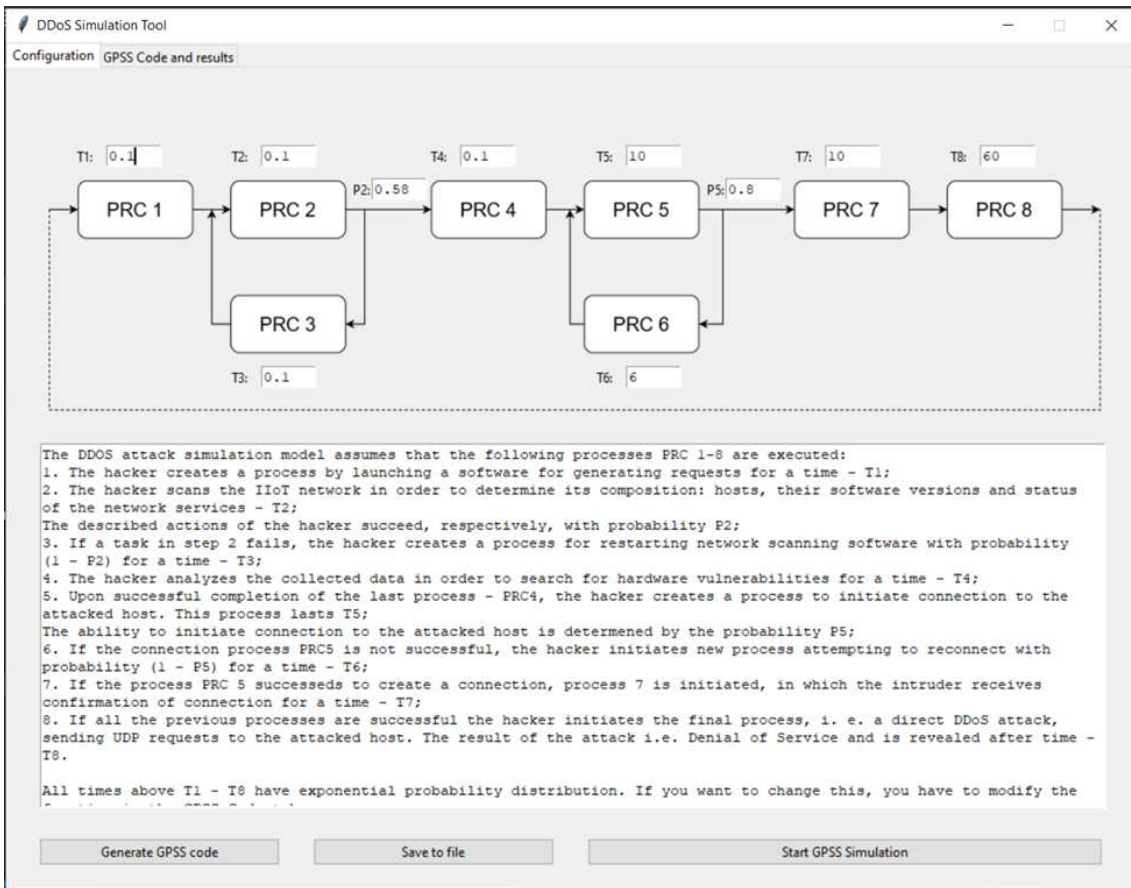 DDoS Simulation Tool
Configuration GPSS Code and results
T1: 0.1 T2: 0.1 T4: 0.1 T5: 10 T7: 10 T8: 60
P2: 0.58 P5: 0.8
PRC 1 PRC 2 PRC 4 PRC 5 PRC 7 PRC 8
PRC 3 PRC 6
T3: 0.1 T6: 6
The DDOS attack simulation model assumes that the following processes PRC 1-8 are executed:
1. The hacker creates a process by launching a software for generating requests for a time - T1;
2. The hacker scans the IIoT network in order to determine its composition: hosts, their software versions and status
of the network services - T2;
The described actions of the hacker succeed, respectively, with probability P2;
3. If a task in step 2 fails, the hacker creates a process for restarting network scanning software with probability
(1 - P2) for a time - T3;
4. The hacker analyzes the collected data in order to search for hardware vulnerabilities for a time - T4;
5. Upon successful completion of the last process - PRC4, the hacker creates a process to initiate connection to the
attacked host. This process lasts T5;
The ability to initiate connection to the attacked host is determened by the probability P5;
6. If the connection process PRC5 is not successful, the hacker initiates new process attempting to reconnect with
probability (1 - P5) for a time - T6;
7. If the process PRC 5 successeds to create a connection, process 7 is initiated, in which the intruder receives
confirmation of connection for a time - T7;
8. If all the previous processes are successful the hacker initiates the final process, i. e. a direct DDoS attack,
sending UDP requests to the attacked host. The result of the attack i.e. Denial of Service and is revealed after time -
T8.
All times above T1 - T8 have exponential probability distribution. If you want to change this, you have to modify the
Generate GPSS code Save to file Start GPSS Simulation